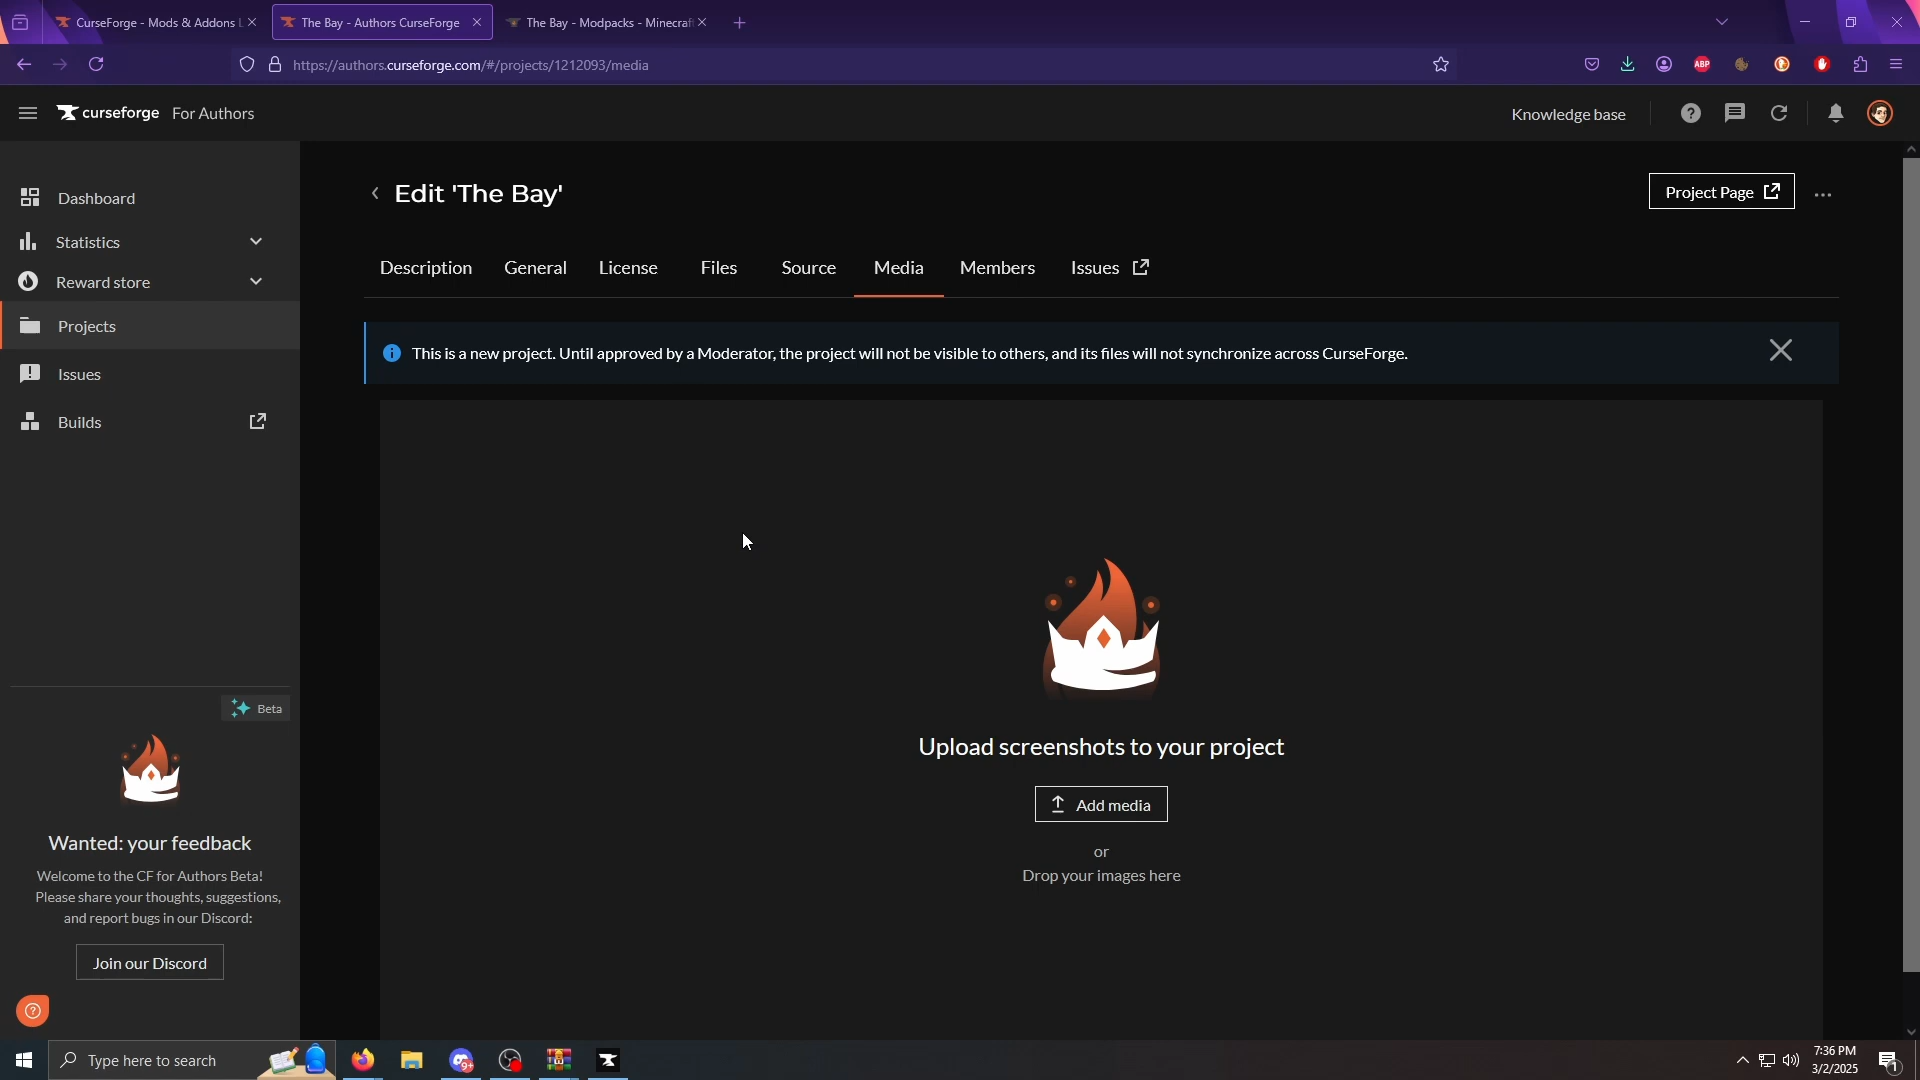 CurseForge - Mods & Addons L
The Bay - Authors CurseForge
The Bay - Modpacks - Minecraft
https://authors.curseforge.com/#/projects/1212093/media
ABP
curseforge For Authors
Knowledge base
Dashboard
Statistics
Reward store
Projects
Issues
Builds
Edit 'The Bay'
Project Page
Description General License Files Source Media Members Issues
This is a new project. Until approved by a Moderator, the project will not be visible to others, and its files will not synchronize across CurseForge.
Upload screenshots to your project
Add media
or
Drop your images here
Beta
Wanted: your feedback
Welcome to the CF for Authors Beta!
Please share your thoughts, suggestions,
and report bugs in our Discord:
Join our Discord
Type here to search
9+
7:36 PM
3/2/2025
1